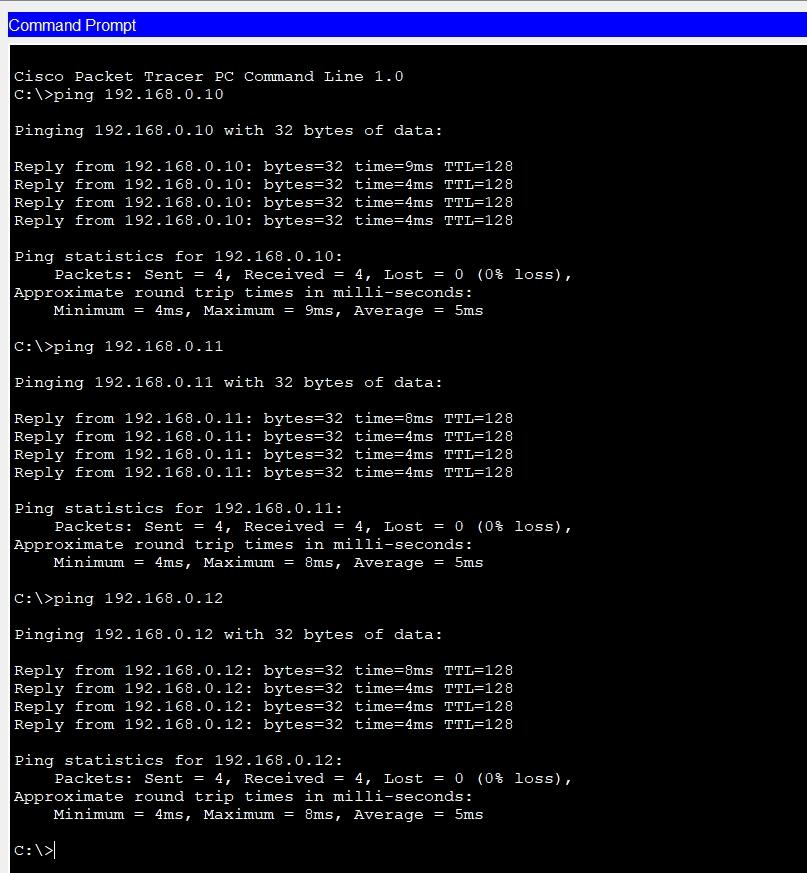 Command Prompt
Cisco Packet Tracer PC Command Line 1.0
C:\>ping 192.168.0.10
Pinging 192.168.0.10 with 32 bytes of data:
Reply from 192.168.0.10: bytes=32 time=9ms TTL=128
Reply from 192.168.0.10: bytes=32 time=4ms TTL=128
Reply from 192.168.0.10: bytes=32 time=4ms TTL=128
Reply from 192.168.0.10: bytes=32 time=4ms TTL=128
Ping statistics for 192.168.0.10:
    Packets: Sent = 4, Received = 4, Lost = 0 (0% loss),
Approximate round trip times in milli-seconds:
    Minimum = 4ms, Maximum = 9ms, Average = 5ms
C:\>ping 192.168.0.11
Pinging 192.168.0.11 with 32 bytes of data:
Reply from 192.168.0.11: bytes=32 time=8ms TTL=128
Reply from 192.168.0.11: bytes=32 time=4ms TTL=128
Reply from 192.168.0.11: bytes=32 time=4ms TTL=128
Reply from 192.168.0.11: bytes=32 time=4ms TTL=128
Ping statistics for 192.168.0.11:
    Packets: Sent = 4, Received = 4, Lost = 0 (0% loss),
Approximate round trip times in milli-seconds:
    Minimum = 4ms, Maximum = 8ms, Average = 5ms
C:\>ping 192.168.0.12
Pinging 192.168.0.12 with 32 bytes of data:
Reply from 192.168.0.12: bytes=32 time=8ms TTL=128
Reply from 192.168.0.12: bytes=32 time=4ms TTL=128
Reply from 192.168.0.12: bytes=32 time=4ms TTL=128
Reply from 192.168.0.12: bytes=32 time=4ms TTL=128
Ping statistics for 192.168.0.12:
    Packets: Sent = 4, Received = 4, Lost = 0 (0% loss),
Approximate round trip times in milli-seconds:
    Minimum = 4ms, Maximum = 8ms, Average = 5ms
C:\>